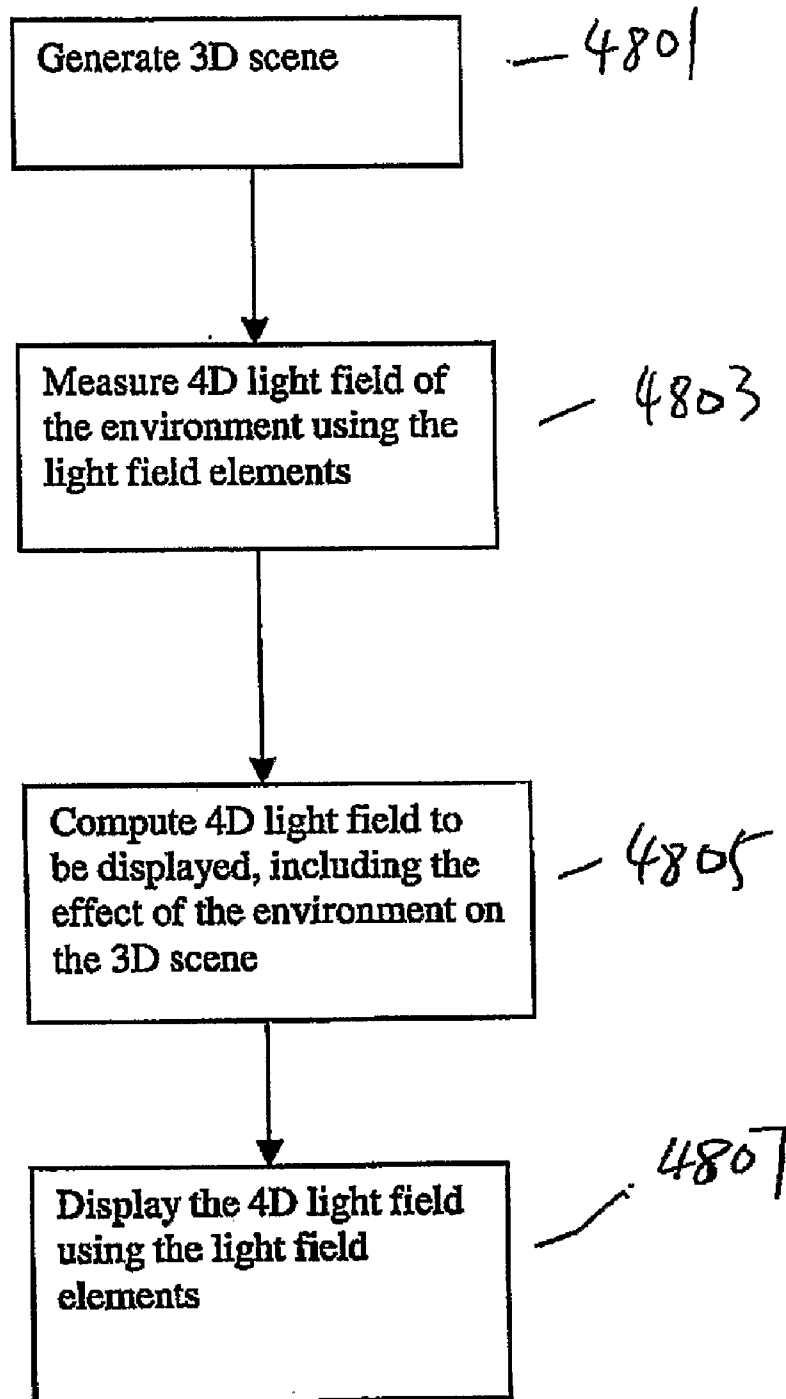 Generate 3D scene
4801
Measure 4D light field of
the environment using the
light field elements
4803
Compute 4D light field to
be displayed, including the
effect of the environment on
the 3D scene
4805
Display the 4D light field
using the light field
elements
4807